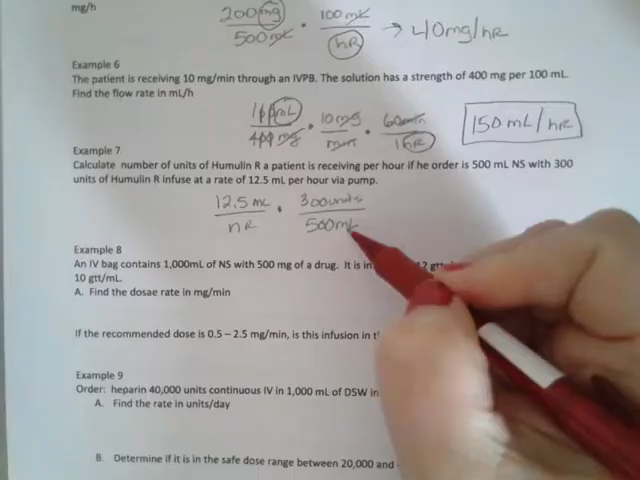 mg/h
200mg / 500mL · 100mL / hR → 40mg/hR
Example 6
The patient is receiving 10 mg/min through an IVPB. The solution has a strength of 400 mg per 100 mL.
Find the flow rate in mL/h
100mL / 400 mg · 10mg / min · 60min / 1hR 150 mL/hR
Example 7
Calculate number of units of Humulin R a patient is receiving per hour if he order is 500 mL NS with 300
units of Humulin R infuse at a rate of 12.5 mL per hour via pump.
12.5 mL / hR · 300units / 500mL
Example 8
An IV bag contains 1,000mL of NS with 500 mg of a drug. It is in gtt
10 gtt/mL
A. Find the dosae rate in mg/min
If the recommended dose is 0.5 – 2.5 mg/min, is this infusion in
Example 9
Order: heparin 40,000 units continuous IV in 1,000 mL of D5W in
A. Find the rate in units/day
B. Determine if it is in the safe dose range between 20,000 and